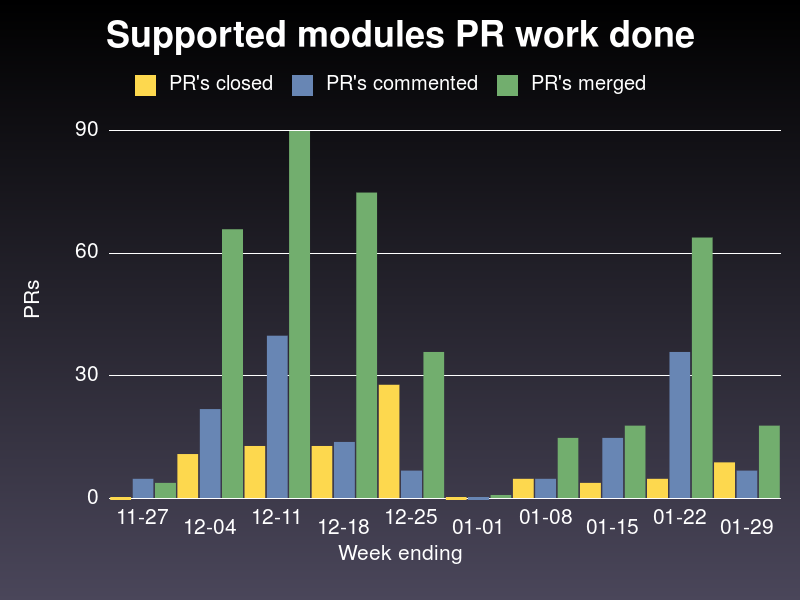 Supported modules PR work done
PR's closed PR's commented PR's merged
90
60
30
0
PRs
11-27 12-04 12-11 12-18 12-25 01-01 01-08 01-15 01-22 01-29
Week ending